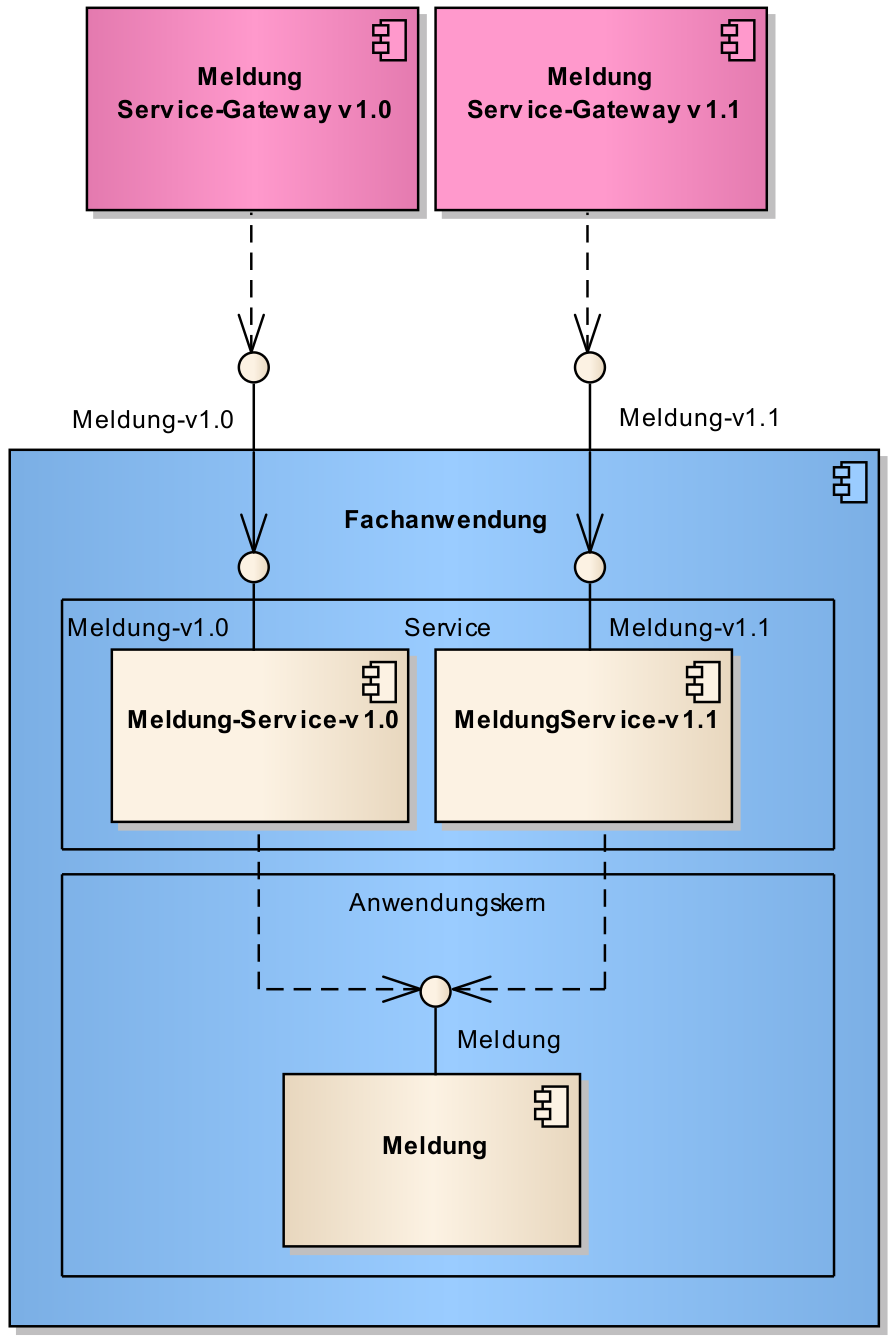 Meldung
Service-Gateway v1.0
Meldung
Service-Gateway v1.1
Meldung-v1.0
Meldung-v1.1
Fachanwendung
Meldung-v1.0
Service
Meldung-v1.1
Meldung-Service-v1.0
MeldungService-v1.1
Anwendungskern
Meldung
Meldung